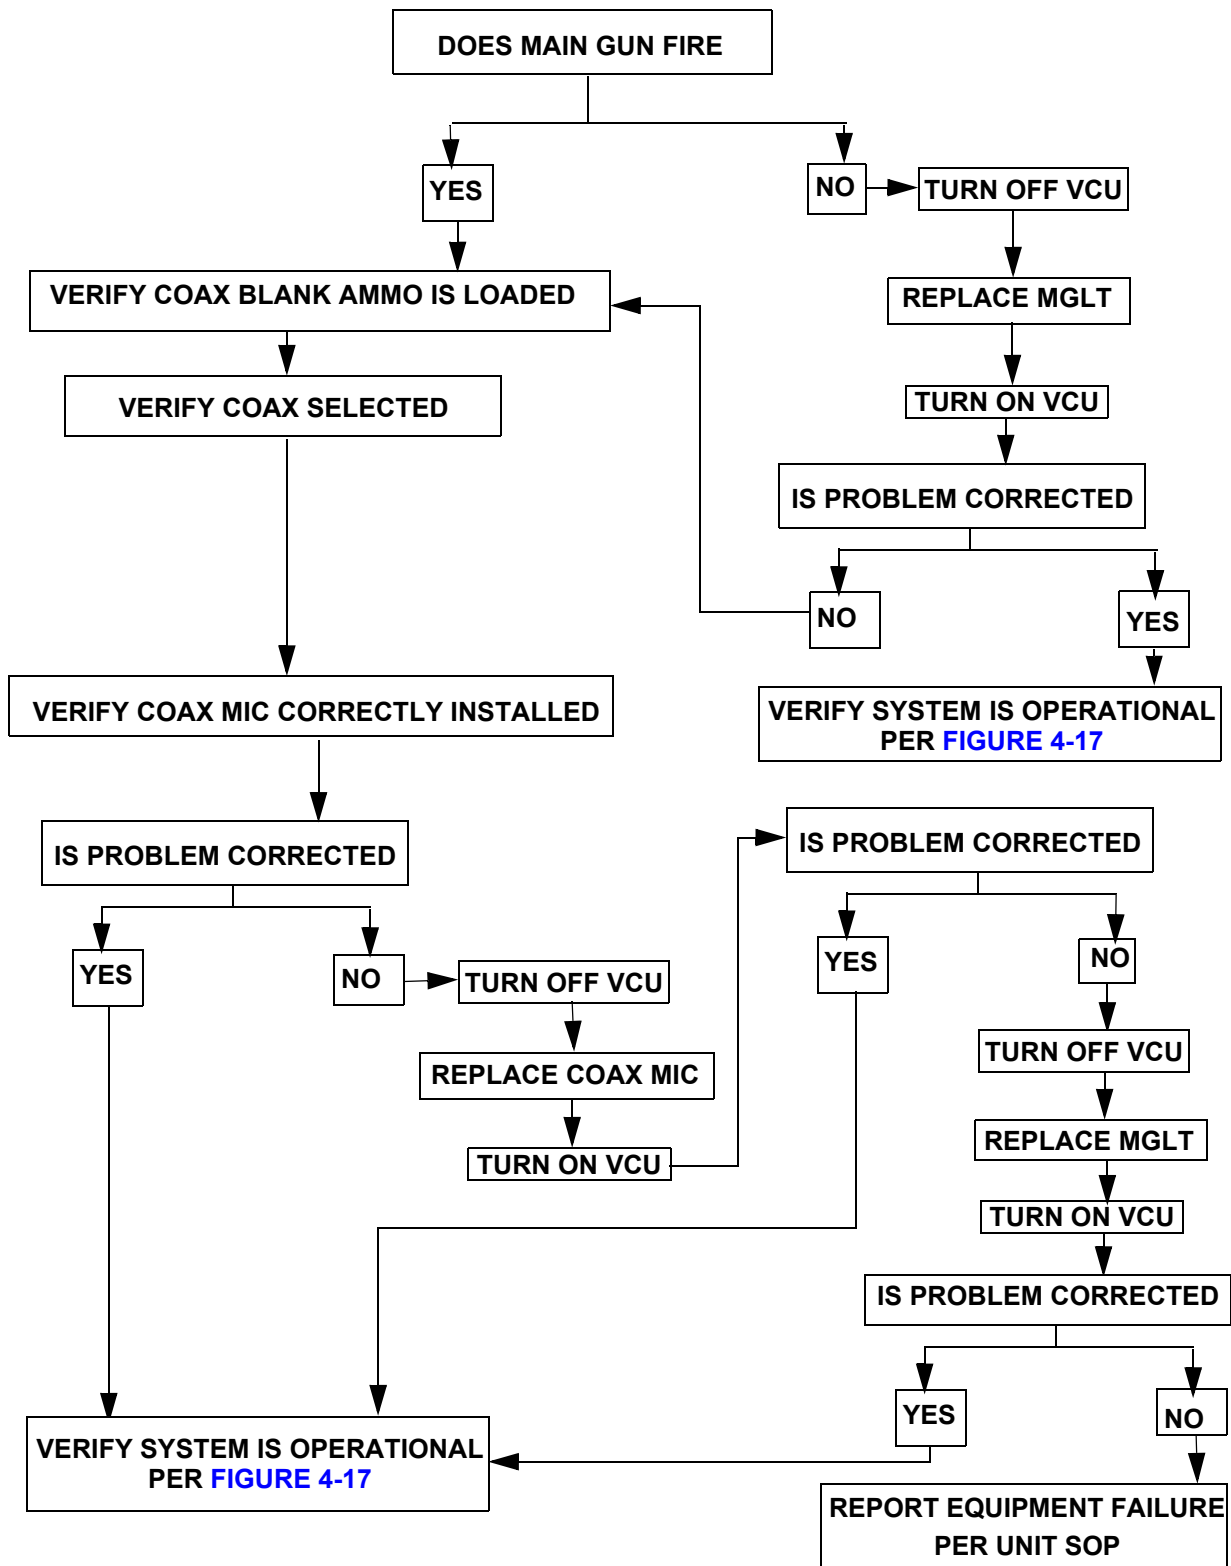 DOES MAIN GUN FIRE
YES
NO
TURN OFF VCU
VERIFY COAX BLANK AMMO IS LOADED
REPLACE MGLT
VERIFY COAX SELECTED
TURN ON VCU
IS PROBLEM CORRECTED
NO
YES
VERIFY COAX MIC CORRECTLY INSTALLED
VERIFY SYSTEM IS OPERATIONAL
PER FIGURE 4-17
IS PROBLEM CORRECTED
IS PROBLEM CORRECTED
YES
NO
TURN OFF VCU
YES
NO
REPLACE COAX MIC
TURN OFF VCU
TURN ON VCU
REPLACE MGLT
TURN ON VCU
IS PROBLEM CORRECTED
YES
NO
VERIFY SYSTEM IS OPERATIONAL
PER FIGURE 4-17
REPORT EQUIPMENT FAILURE
PER UNIT SOP